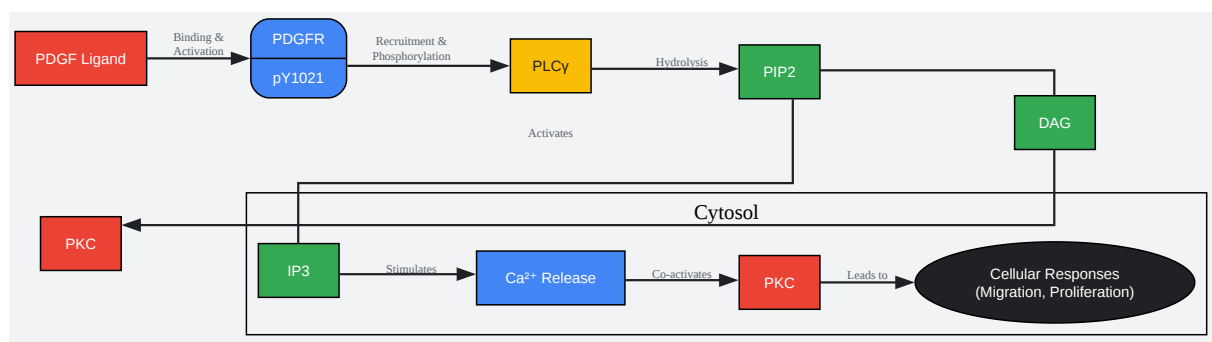 PDGF Ligand
Binding &
Activation
PDGFR
pY1021
Recruitment &
Phosphorylation
PLCγ
Hydrolysis
PIP2
DAG
Activates
Cytosol
PKC
IP3
Stimulates
Ca²⁺ Release
Co-activates
PKC
Leads to
Cellular Responses
(Migration, Proliferation)